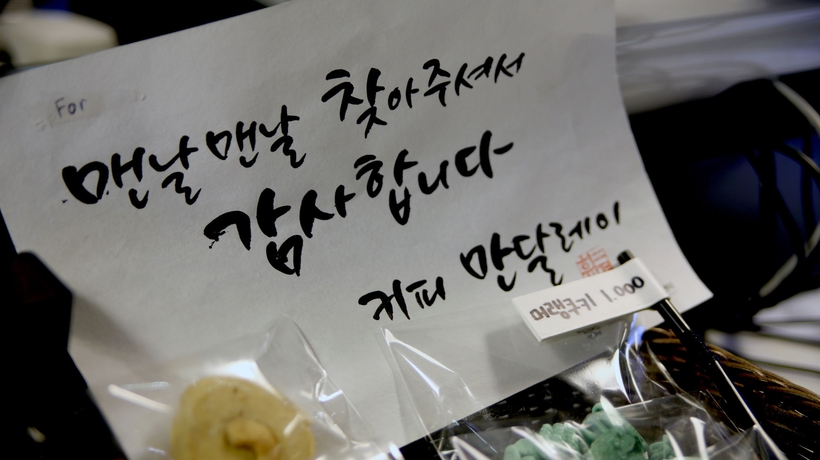 For
맨날맨날 찾아주셔서
감사합니다
커피 만달레이
머랭쿠키 1.000